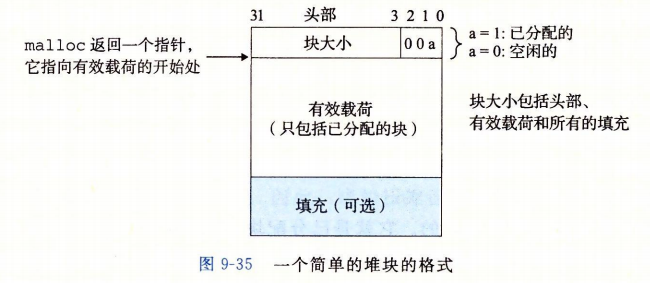 31 头部 3 2 1 0
块大小 0 0 a
a = 1: 已分配的
a = 0: 空闲的
malloc 返回一个指针，
它指向有效载荷的开始处
有效载荷
（只包括已分配的块）
块大小包括头部、
有效载荷和所有的填充
填充（可选）
图 9-35 一个简单的堆块的格式